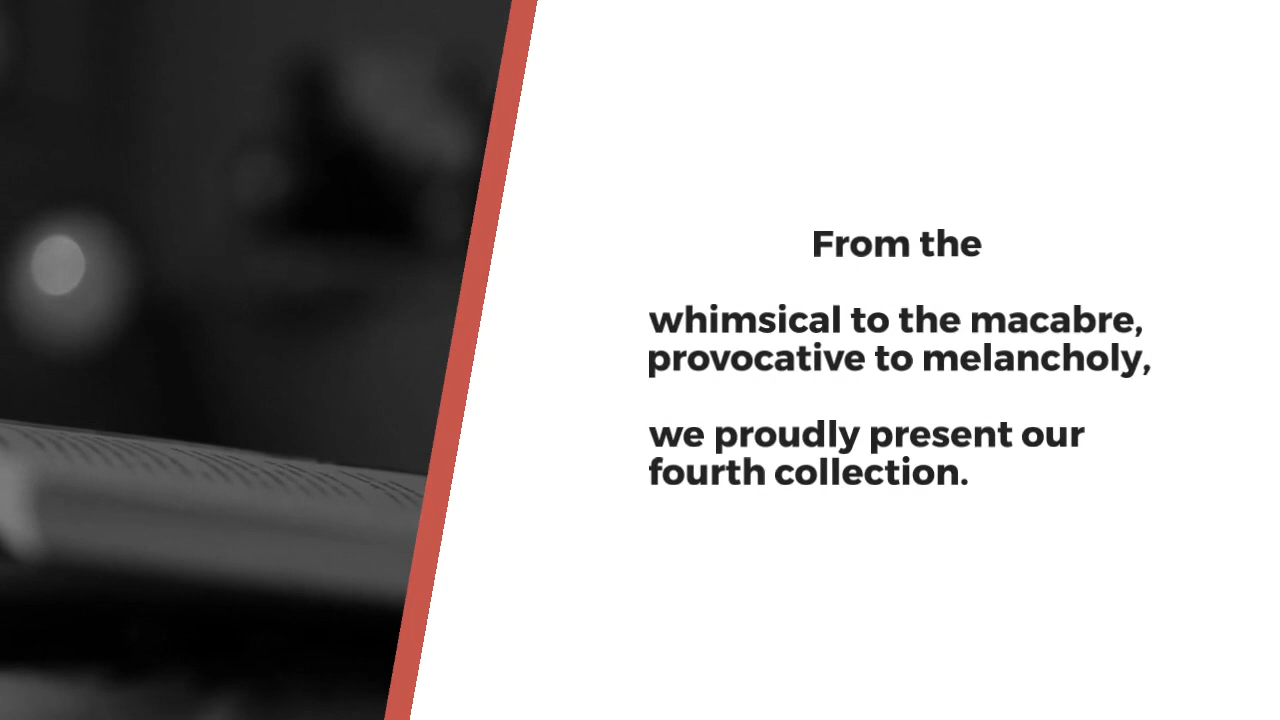 From the
whimsical to the macabre,
provocative to melancholy,
we proudly present our
fourth collection.